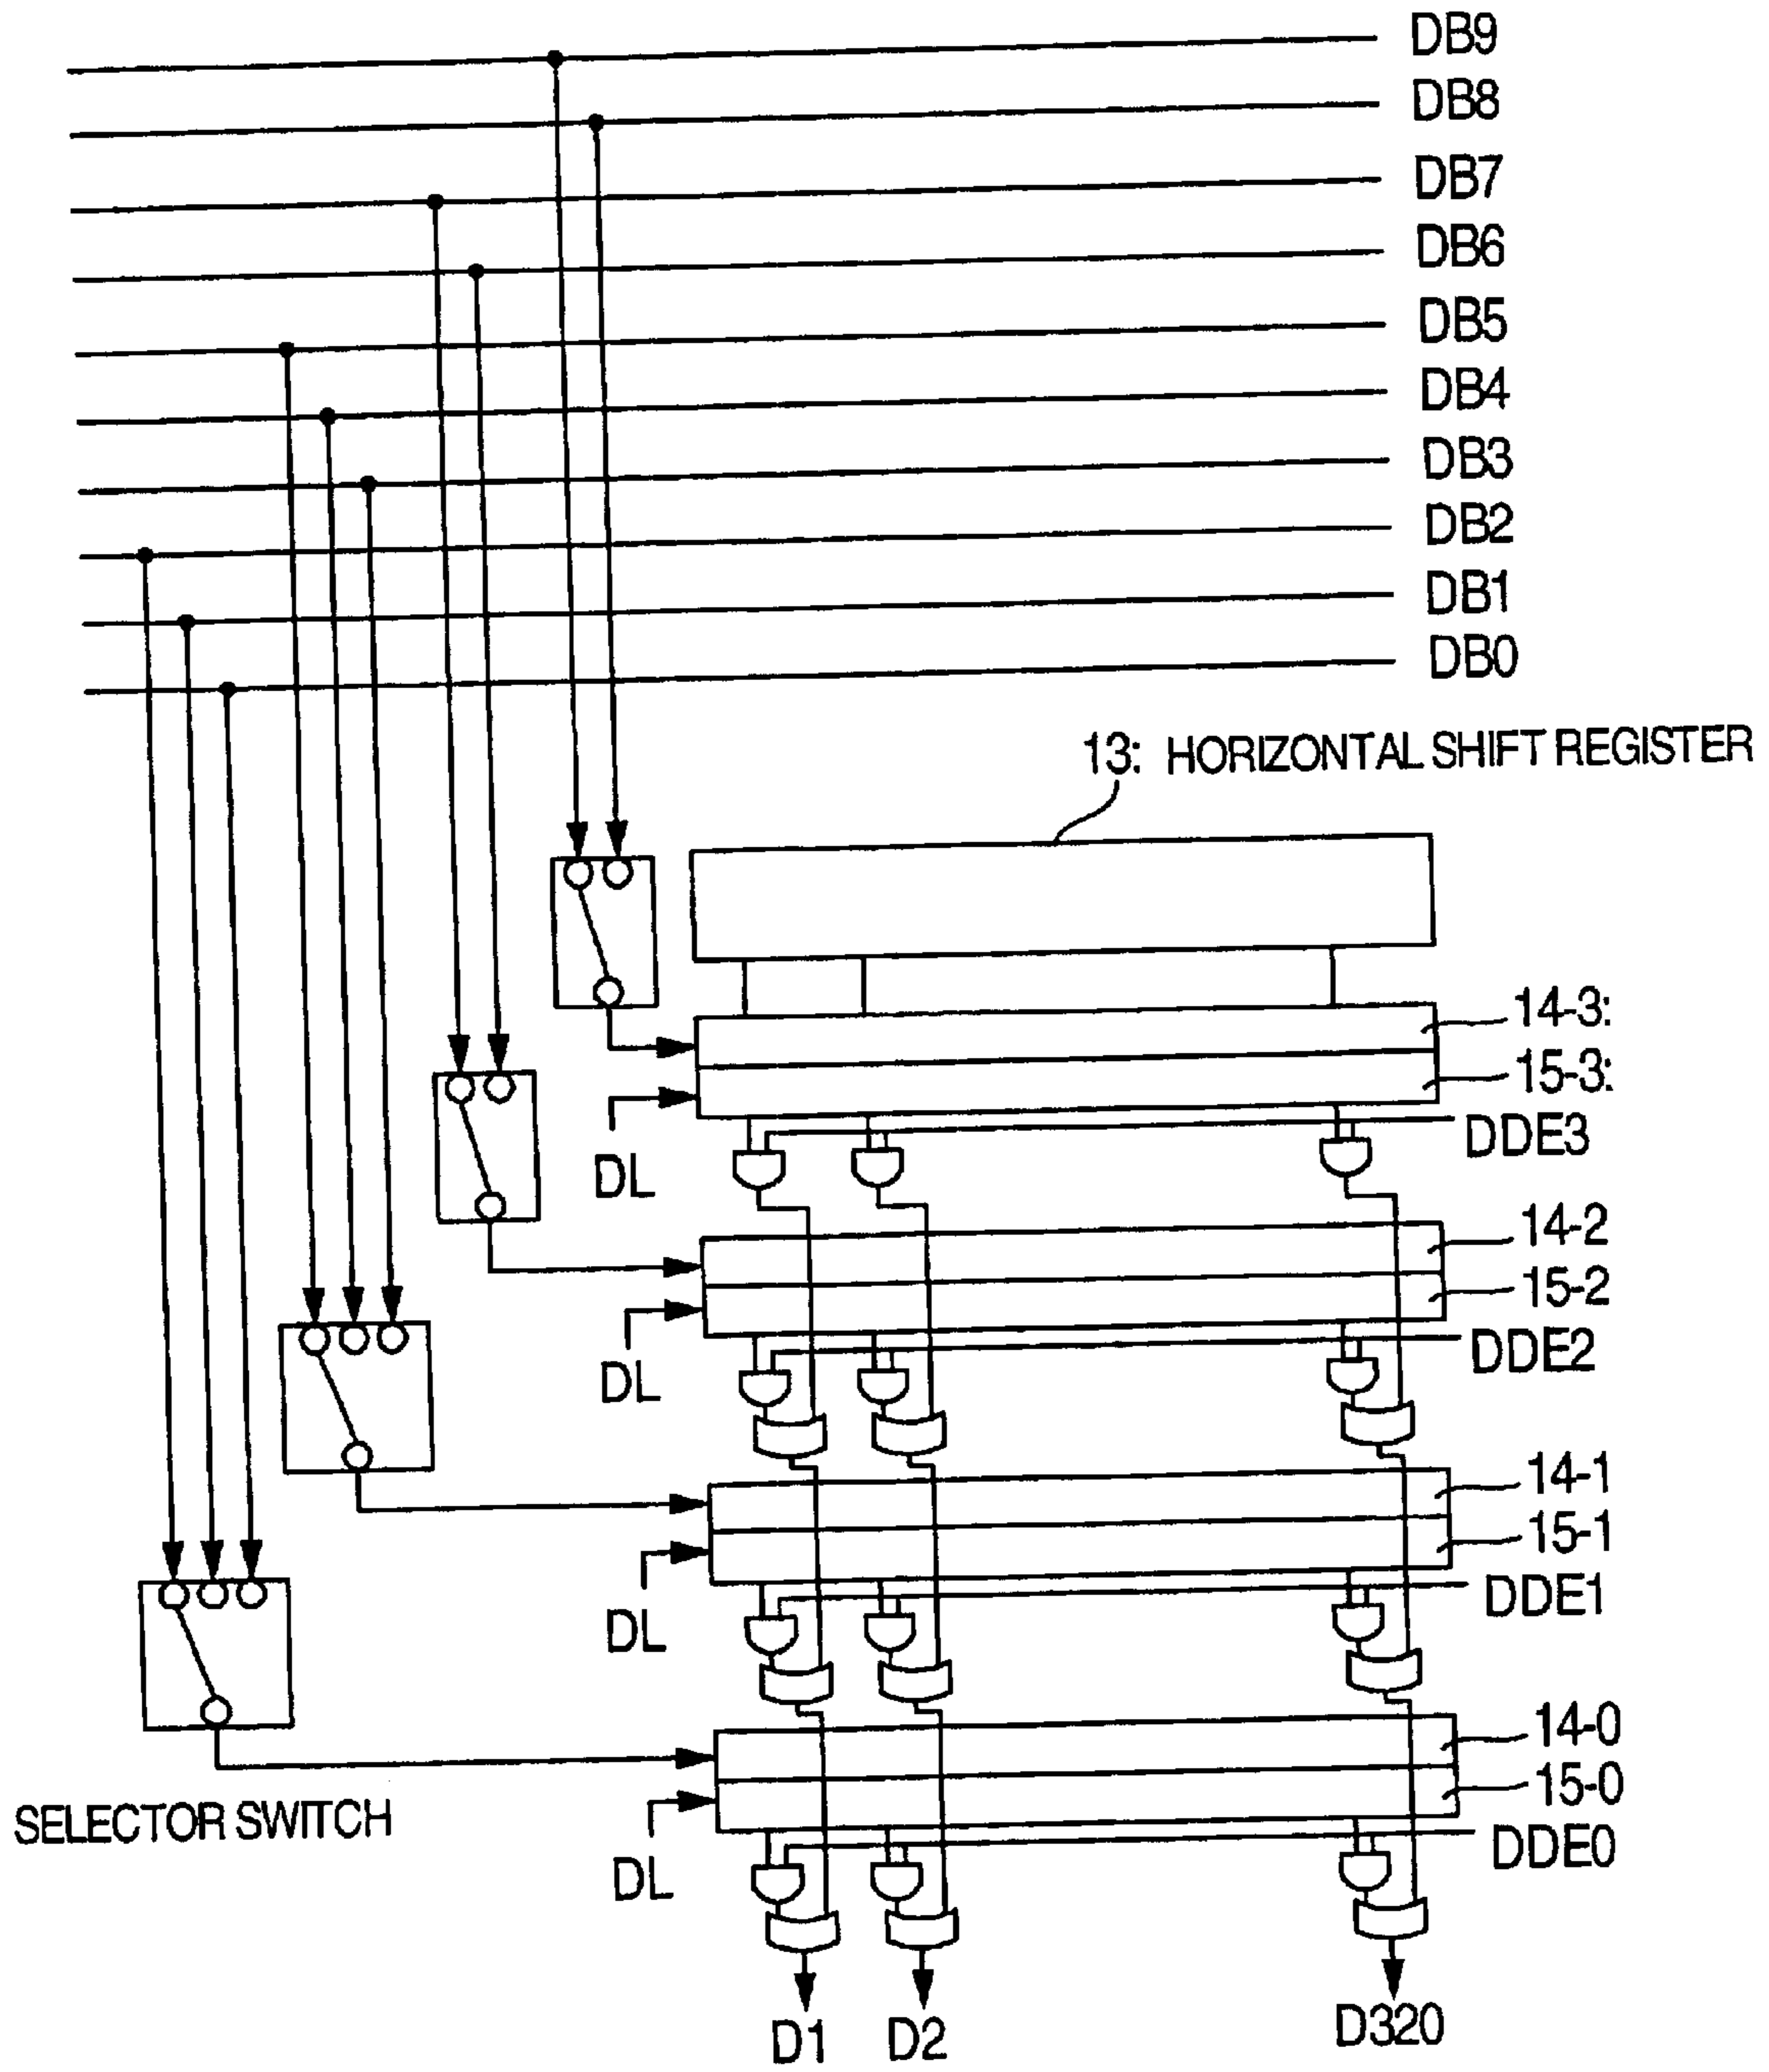 DB9
DB8
DB7
DB6
DB5
DB4
DB3
DB2
DB1
DB0
13: HORIZONTAL SHIFT REGISTER
14-3:
15-3:
DDE3
DL
14-2
15-2
DDE2
DL
14-1
15-1
DDE1
DL
14-0
15-0
SELECTOR SWITCH
DDE0
DL
D1 D2 D320